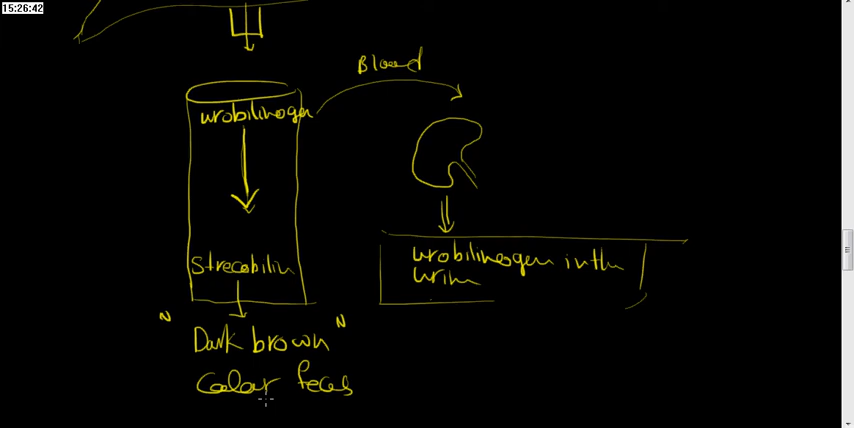 15:26:42
Blood
urobilinogen
Strecobilin
urobilinogen in the
urine
" Dark brown "
Colour feces